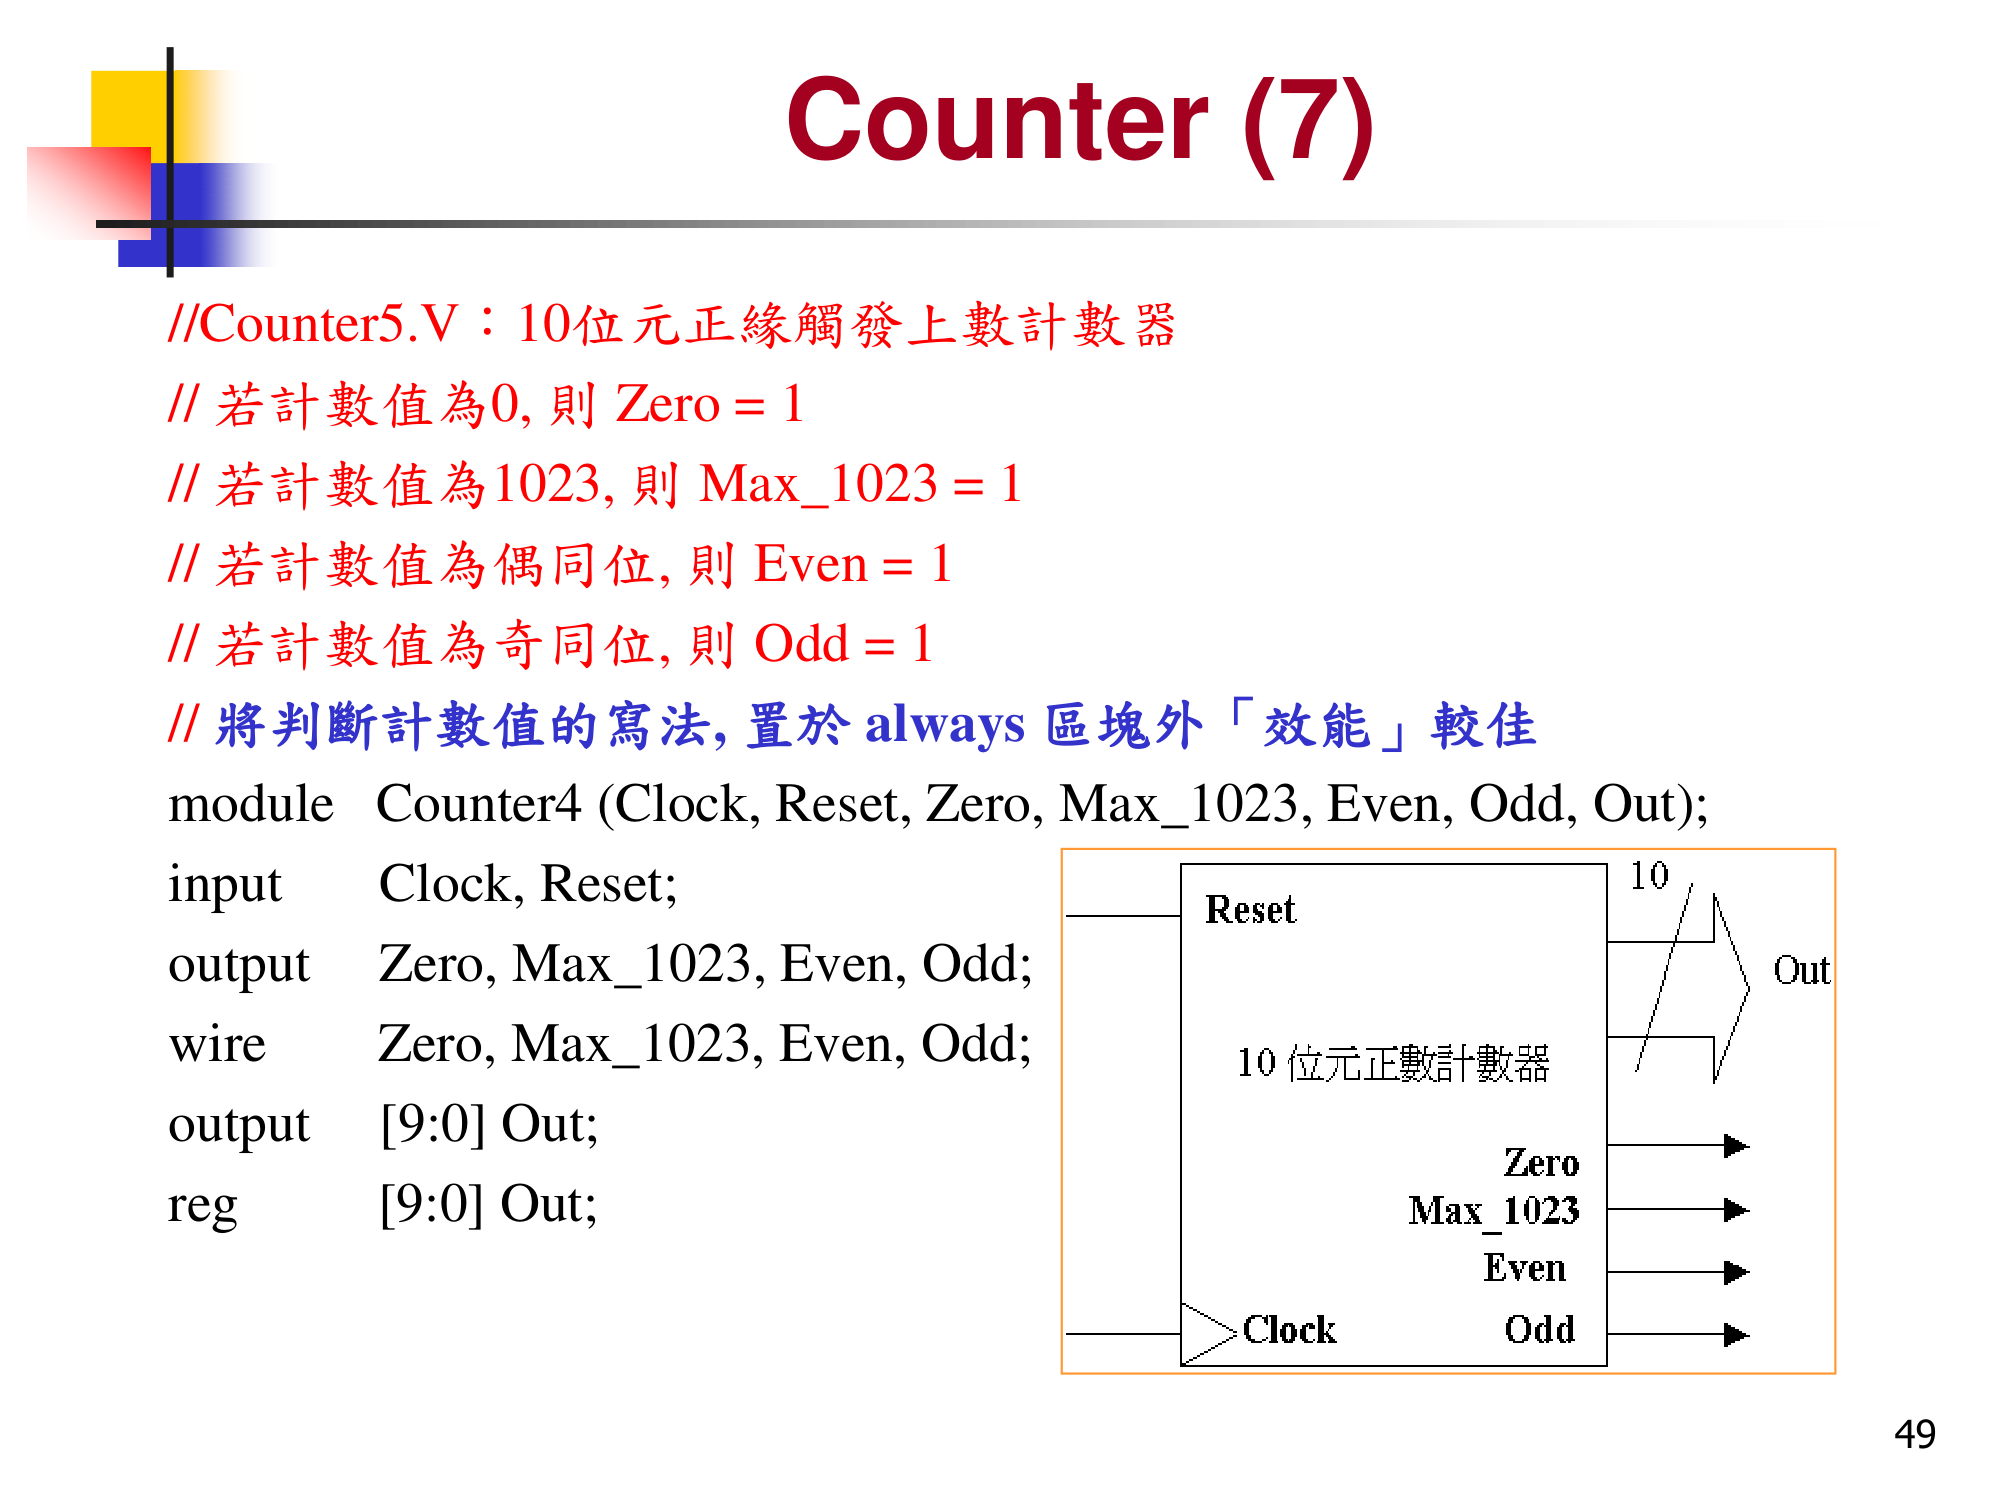 Counter (7)
//Counter5.V：10位元正緣觸發上數計數器
// 若計數值為0, 則 Zero = 1
// 若計數值為1023, 則 Max_1023 = 1
// 若計數值為偶同位, 則 Even = 1
// 若計數值為奇同位, 則 Odd = 1
// 將判斷計數值的寫法, 置於 always 區塊外「效能」較佳
module Counter4 (Clock, Reset, Zero, Max_1023, Even, Odd, Out);
input Clock, Reset;
output Zero, Max_1023, Even, Odd;
wire Zero, Max_1023, Even, Odd;
output [9:0] Out;
reg [9:0] Out;
Reset
10
Out
10 位元正數計數器
Zero
Max_1023
Even
Clock
Odd
49